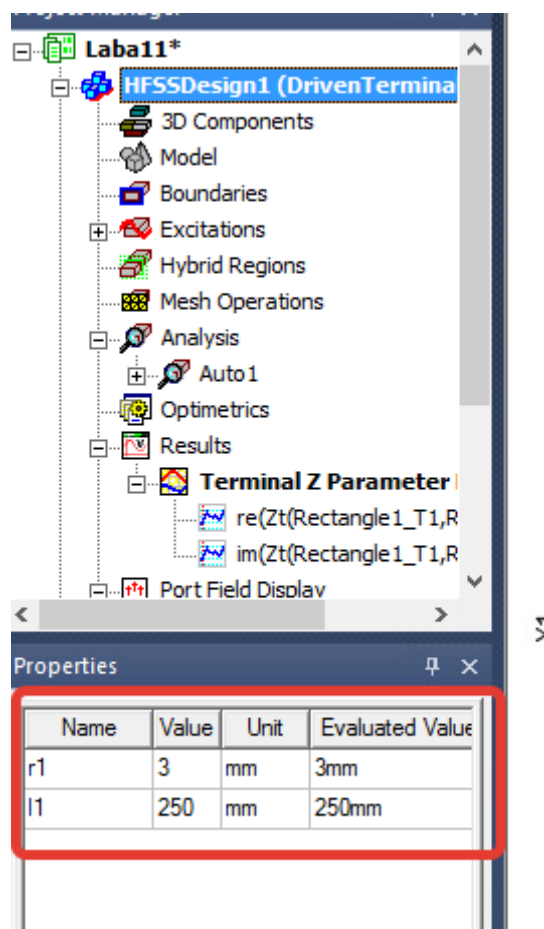 Project Manager
Laba11*
HFSSDesign1 (DrivenTermina
3D Components
Model
Boundaries
Excitations
Hybrid Regions
Mesh Operations
Analysis
Auto1
Optimetrics
Results
Terminal Z Parameter
re(Zt(Rectangle1_T1,R
im(Zt(Rectangle1_T1,R
Port Field Display
Properties
Name Value Unit Evaluated Value
r1 3 mm 3mm
l1 250 mm 250mm